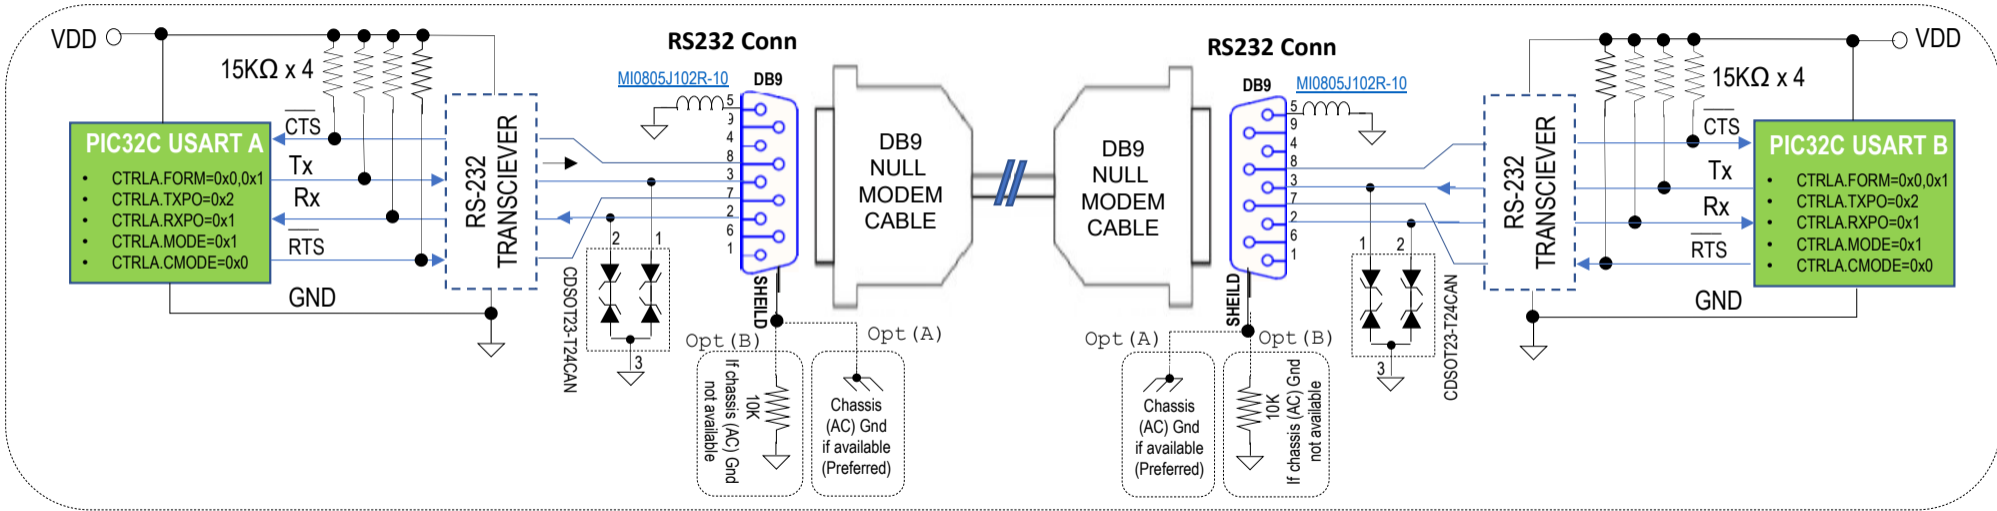 VDD
15KΩ x 4
CTS
PIC32C USART A
• CTRLA.FORM=0x0,0x1
• CTRLA.TXPO=0x2
• CTRLA.RXPO=0x1
• CTRLA.MODE=0x1
• CTRLA.CMODE=0x0
Tx
Rx
RTS
GND
RS-232
TRANSCIEVER
RS232 Conn
MI0805J102R-10
DB9
5
9
4
8
3
7
2
6
1
2
1
3
CDSOT23-T24CAN
SHEILD
Opt(B)
Opt(A)
If chassis (AC) Gnd
not available
10K
Chassis
(AC) Gnd
if available
(Preferred)
DB9
NULL
MODEM
CABLE
DB9
NULL
MODEM
CABLE
RS232 Conn
DB9
MI0805J102R-10
5
9
4
8
3
7
2
6
1
1
2
3
CDSOT23-T24CAN
SHEILD
Opt(A)
Opt(B)
Chassis
(AC) Gnd
if available
(Preferred)
10K
If chassis (AC) Gnd
not available
RS-232
TRANSCIEVER
VDD
15KΩ x 4
CTS
Tx
Rx
RTS
GND
PIC32C USART B
• CTRLA.FORM=0x0,0x1
• CTRLA.TXPO=0x2
• CTRLA.RXPO=0x1
• CTRLA.MODE=0x1
• CTRLA.CMODE=0x0